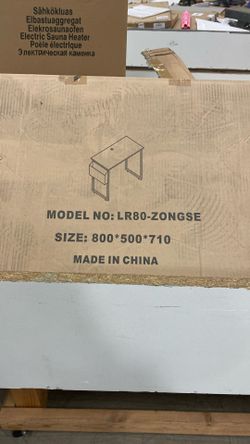 Sähkökiuas
Elbastuaggregat
Elekrosaunaofen
Electric Sauna Heater
Poêle électrique
Электрическая каменка
MODEL NO: LR80-ZONGSE
SIZE: 800*500*710
MADE IN CHINA